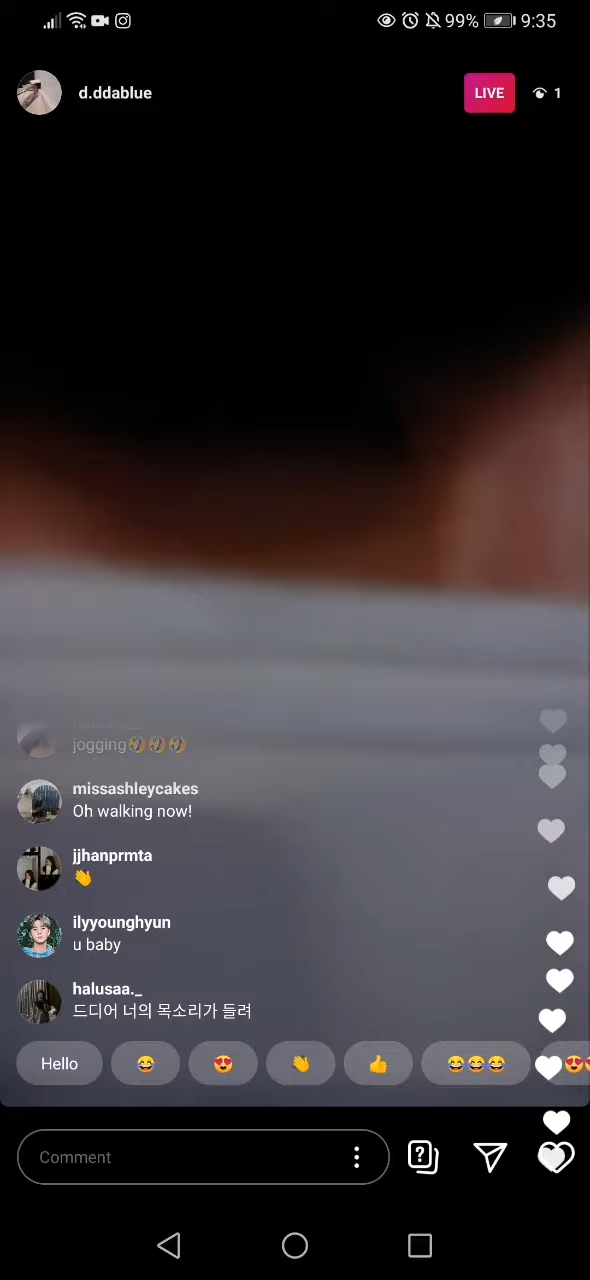 99% 9:35
d.ddablue
LIVE 1
jogging🤣🤣🤣
missashleycakes
Oh walking now!
jjhanprmta
👋
ilyyounghyun
u baby
halusaa._
드디어 너의 목소리가 들려
Hello 😂 😍 👋 👍 😂😂😂 😍
Comment